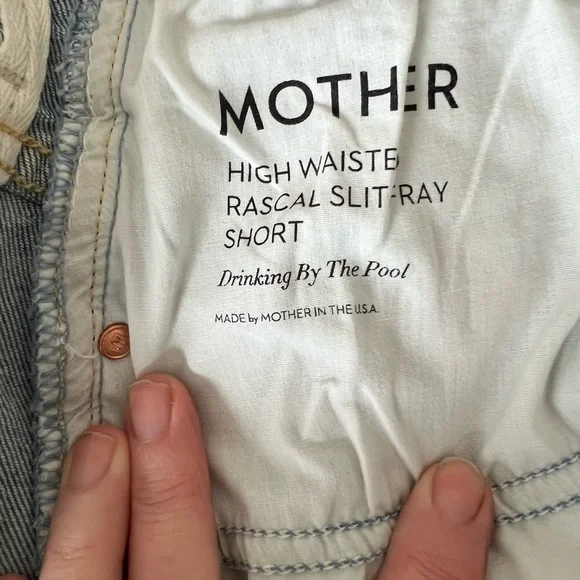 MOTHER
HIGH WAISTED
RASCAL SLIT-RAY
SHORT
Drinking By The Pool
MADE by MOTHER IN THE U.S.A.